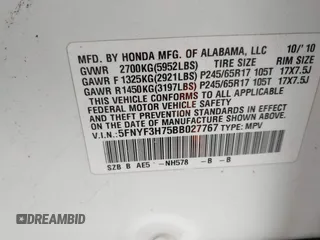 MFD. BY HONDA MFG. OF ALABAMA, LLC 10/'10
GVWR 2700KG(5952LBS) TIRE SIZE RIM SIZE
GAWR F 1325KG(2921LBS) P245/65R17 105T 17X7.5J
GAWR R1450KG(3197LBS) P245/65R17 105T 17X7.5J
THIS VEHICLE CONFORMS TO ALL APPLICABLE FEDERAL
MOTOR VEHICLE SAFETY AND THEFT PREVENTION STANDARDS
IN EFFECT ON THE DATE OF MANUFACTURE SHOWN ABOVE.
V.I.N.: 5FNYF3H75BB027767 TYPE: MPV
SZB B AE5 -NH578 -B -B
AUTOBIDMASTER